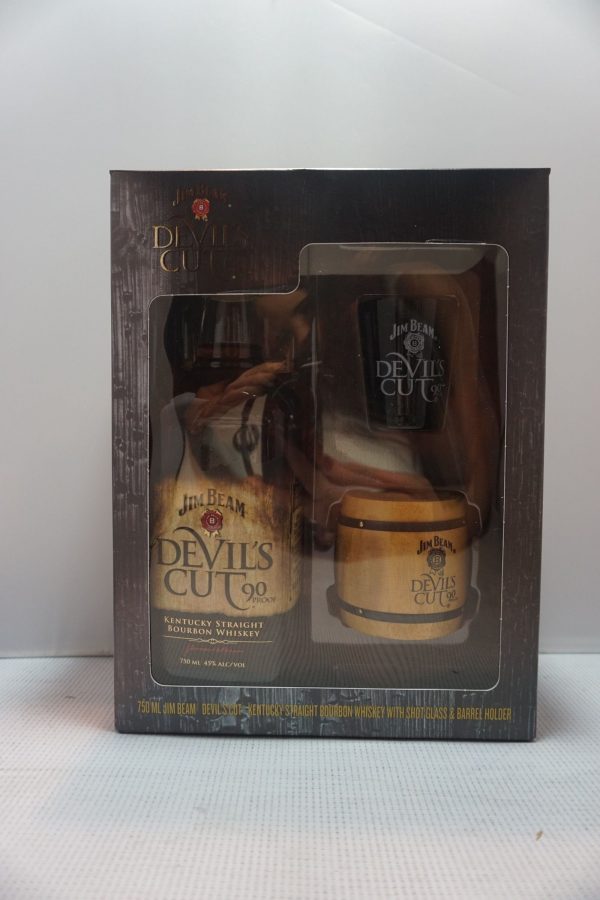 JIM BEAM
B
DEVIL'S
CUT
JIM BEAM
B
DEVIL'S
CUT 90
JIM BEAM
B
DEVIL'S
CUT 90
PROOF
KENTUCKY STRAIGHT
BOURBON WHISKEY
750 ML 45% ALC/VOL
JIM BEAM
B
DEVIL'S
CUT 90
750 ML JIM BEAM DEVIL'S CUT KENTUCKY STRAIGHT BOURBON WHISKEY WITH SHOT GLASS & BARREL HOLDER